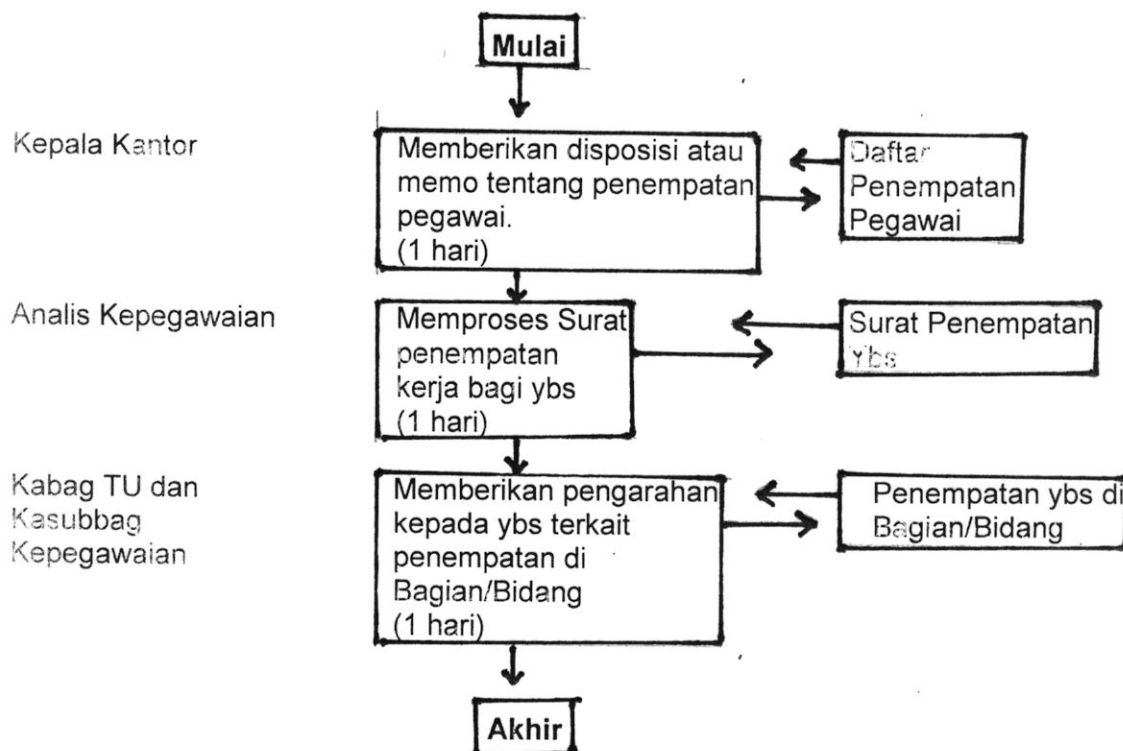 Mulai
Kepala Kantor
Memberikan disposisi atau
memo tentang penempatan
pegawai.
(1 hari)
Daftar
Penempatan
Pegawai
Analis Kepegawaian
Memproses Surat
penempatan
kerja bagi ybs
(1 hari)
Surat Penempatan
Ybs
Kabag TU dan
Kasubbag
Kepegawaian
Memberikan pengarahan
kepada ybs terkait
penempatan di
Bagian/Bidang
(1 hari)
Penempatan ybs di
Bagian/Bidang
Akhir